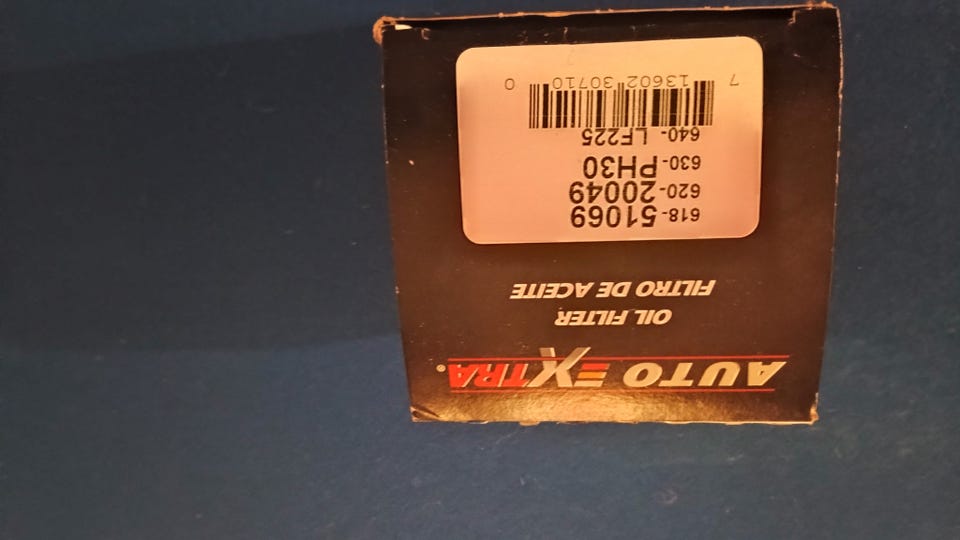 AUTO EXTRA®
OIL FILTER
FILTRO DE ACEITE
618-51069
620-20049
630-PH30
640-LF225
7 13602 30710 0